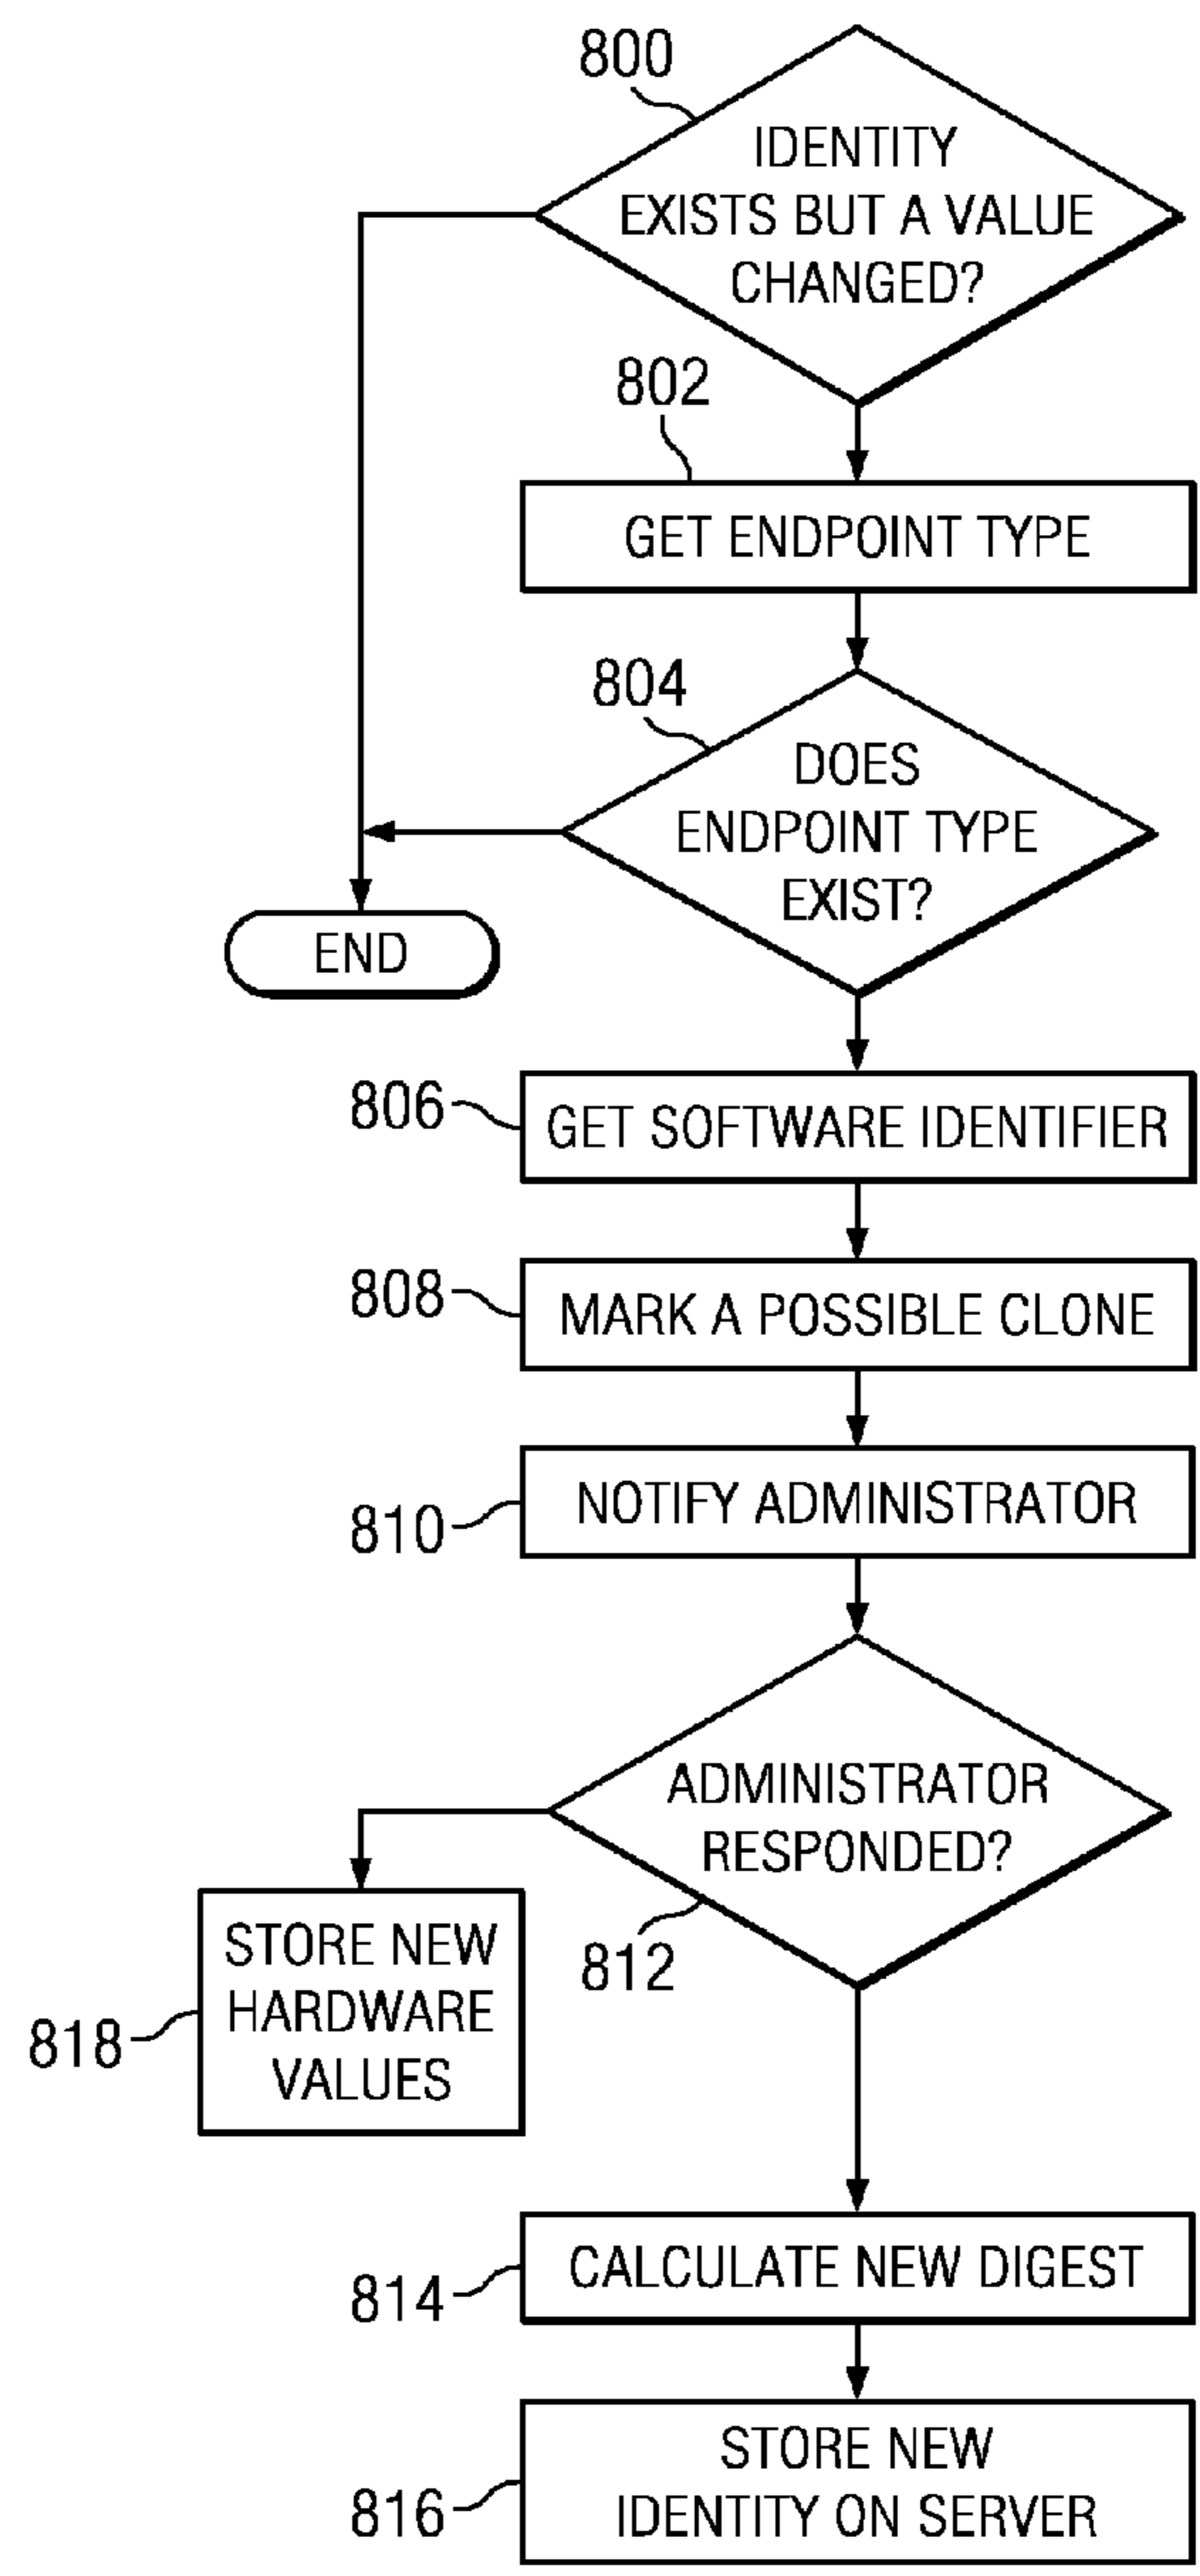 800
IDENTITY
EXISTS BUT A VALUE
CHANGED?
802
GET ENDPOINT TYPE
804
DOES
ENDPOINT TYPE
EXIST?
END
806
GET SOFTWARE IDENTIFIER
808
MARK A POSSIBLE CLONE
810
NOTIFY ADMINISTRATOR
ADMINISTRATOR
RESPONDED?
812
STORE NEW
HARDWARE
VALUES
818
CALCULATE NEW DIGEST
814
STORE NEW
IDENTITY ON SERVER
816